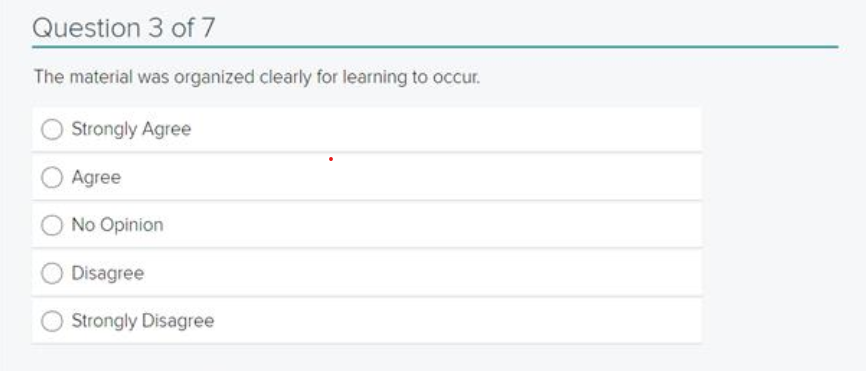 Question 3 of 7
The material was organized clearly for learning to occur.
Strongly Agree
Agree
No Opinion
Disagree
Strongly Disagree